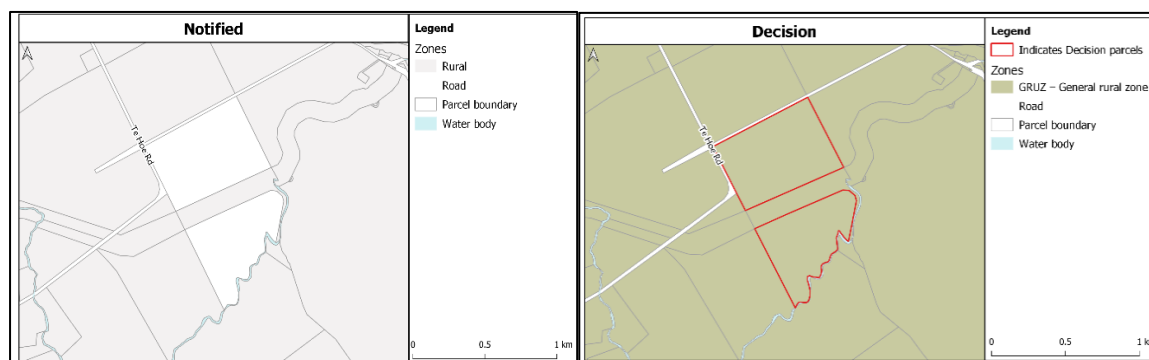 Notified
Te Hoe Rd
Legend
Zones
Rural
Road
Parcel boundary
Water body
0 0.5 1 km
Decision
Te Hoe Rd
Legend
Indicates Decision parcels
Zones
GRUZ – General rural zone
Road
Parcel boundary
Water body
0 0.5 1 k